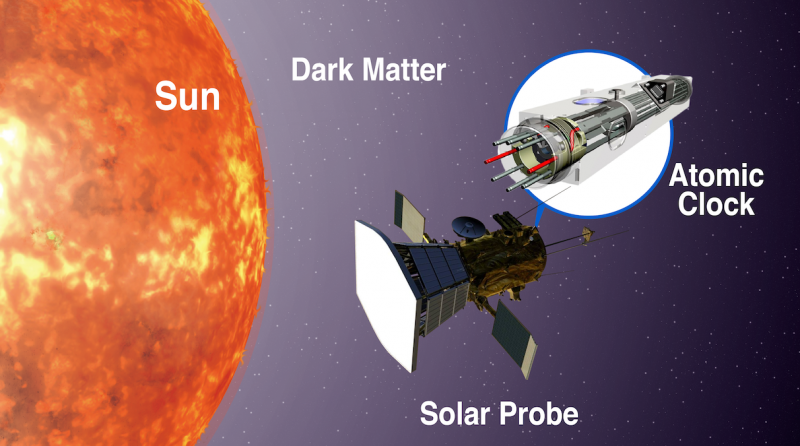 Dark Matter
Sun
Atomic
Clock
Solar Probe